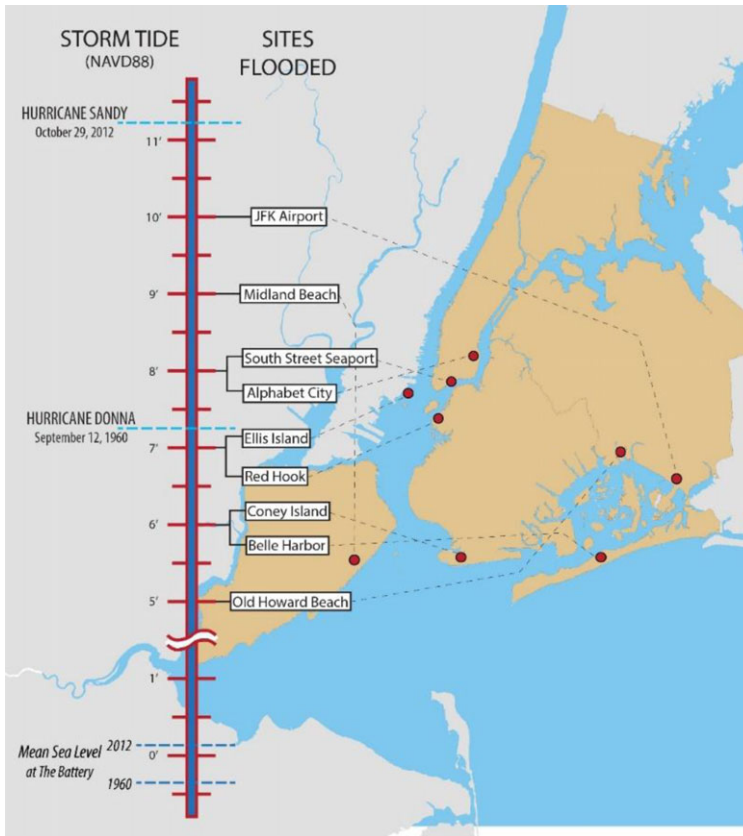 STORM TIDE
(NAVD88)
SITES
FLOODED
HURRICANE SANDY
October 29, 2012
11'
10'
JFK Airport
9'
Midland Beach
South Street Seaport
8'
Alphabet City
HURRICANE DONNA
September 12, 1960
7'
Ellis Island
Red Hook
Coney Island
6'
Belle Harbor
5'
Old Howard Beach
1'
Mean Sea Level
at The Battery
2012
0'
1960